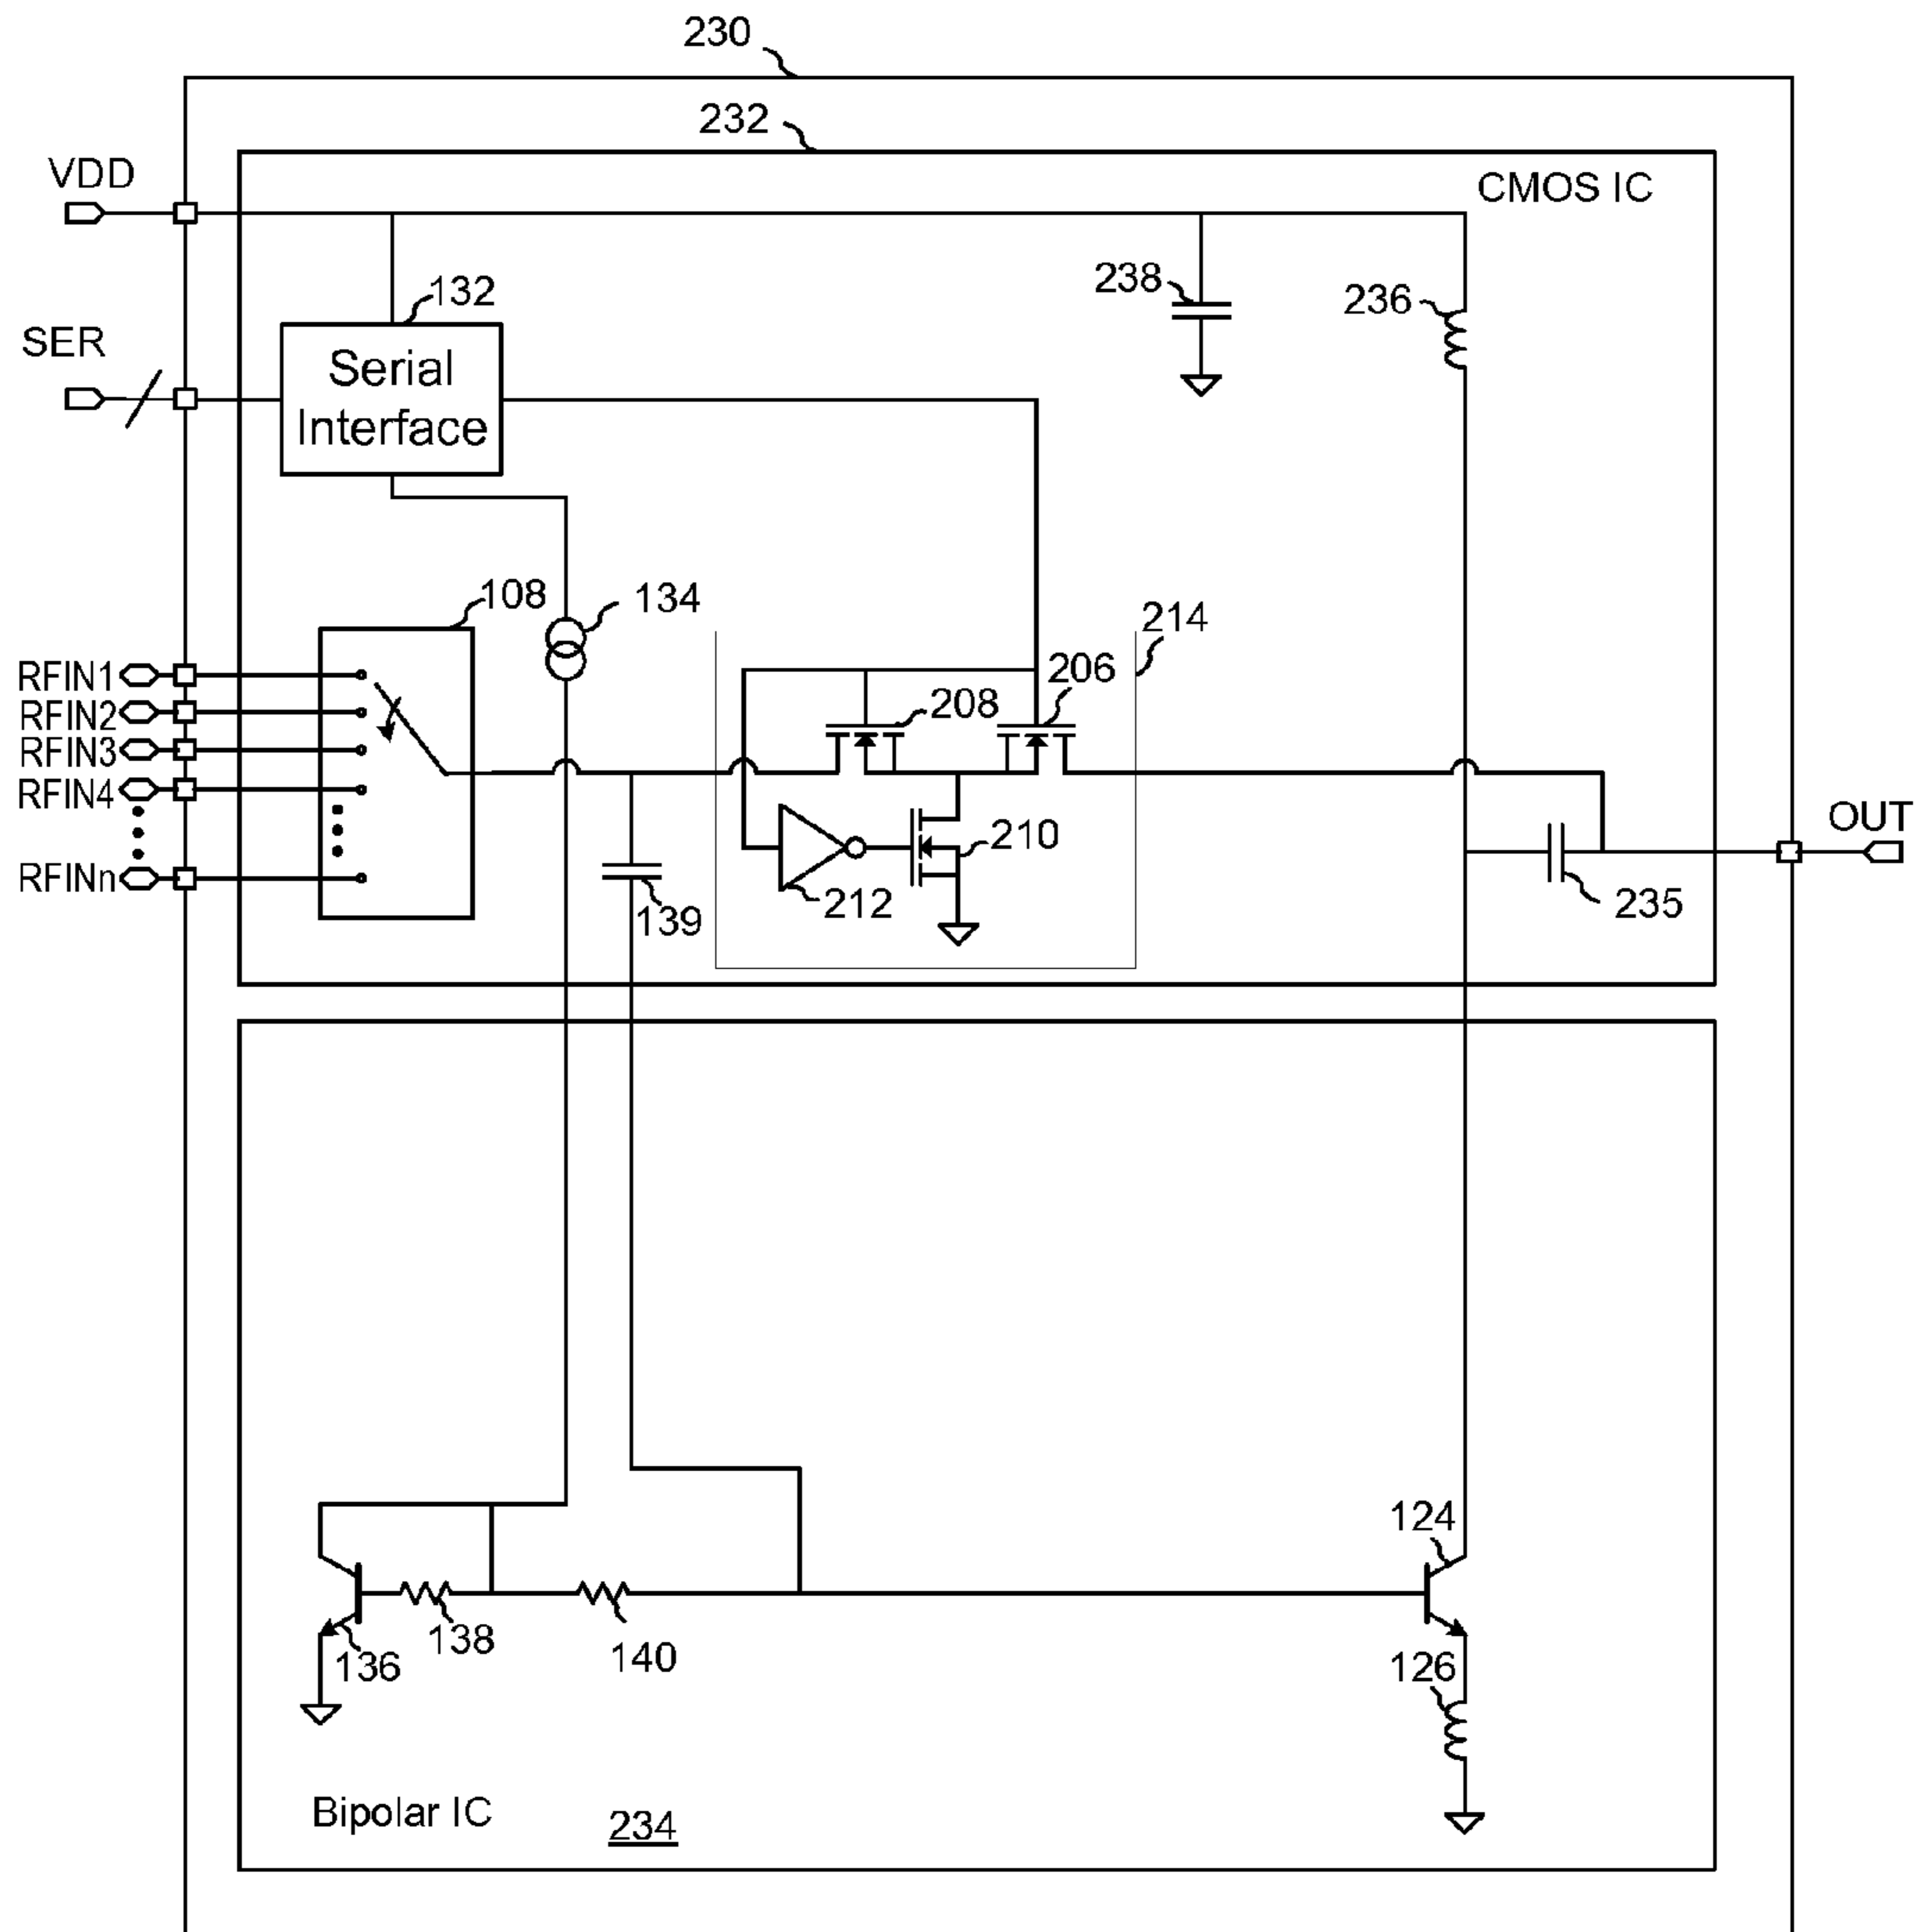 230
232
VDD
CMOS IC
132
238
236
SER
Serial
Interface
108
134
214
RFIN1
206
RFIN2
208
RFIN3
RFIN4
OUT
210
RFINn
212
139
235
124
138
136
140
126
Bipolar IC
234